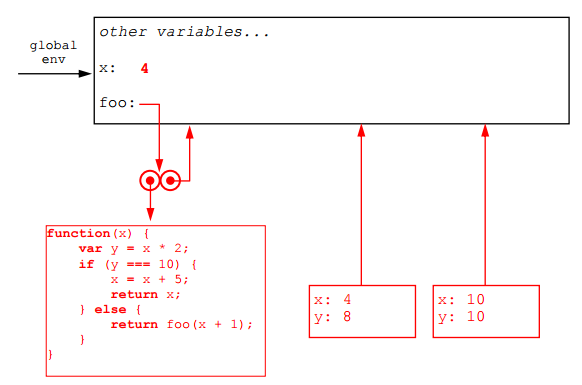 other variables...
global
env
x: 4
foo:
function(x) {
    var y = x * 2;
    if (y === 10) {
        x = x + 5;
        return x;
    } else {
        return foo(x + 1);
    }
}
x: 4
y: 8
x: 10
y: 10